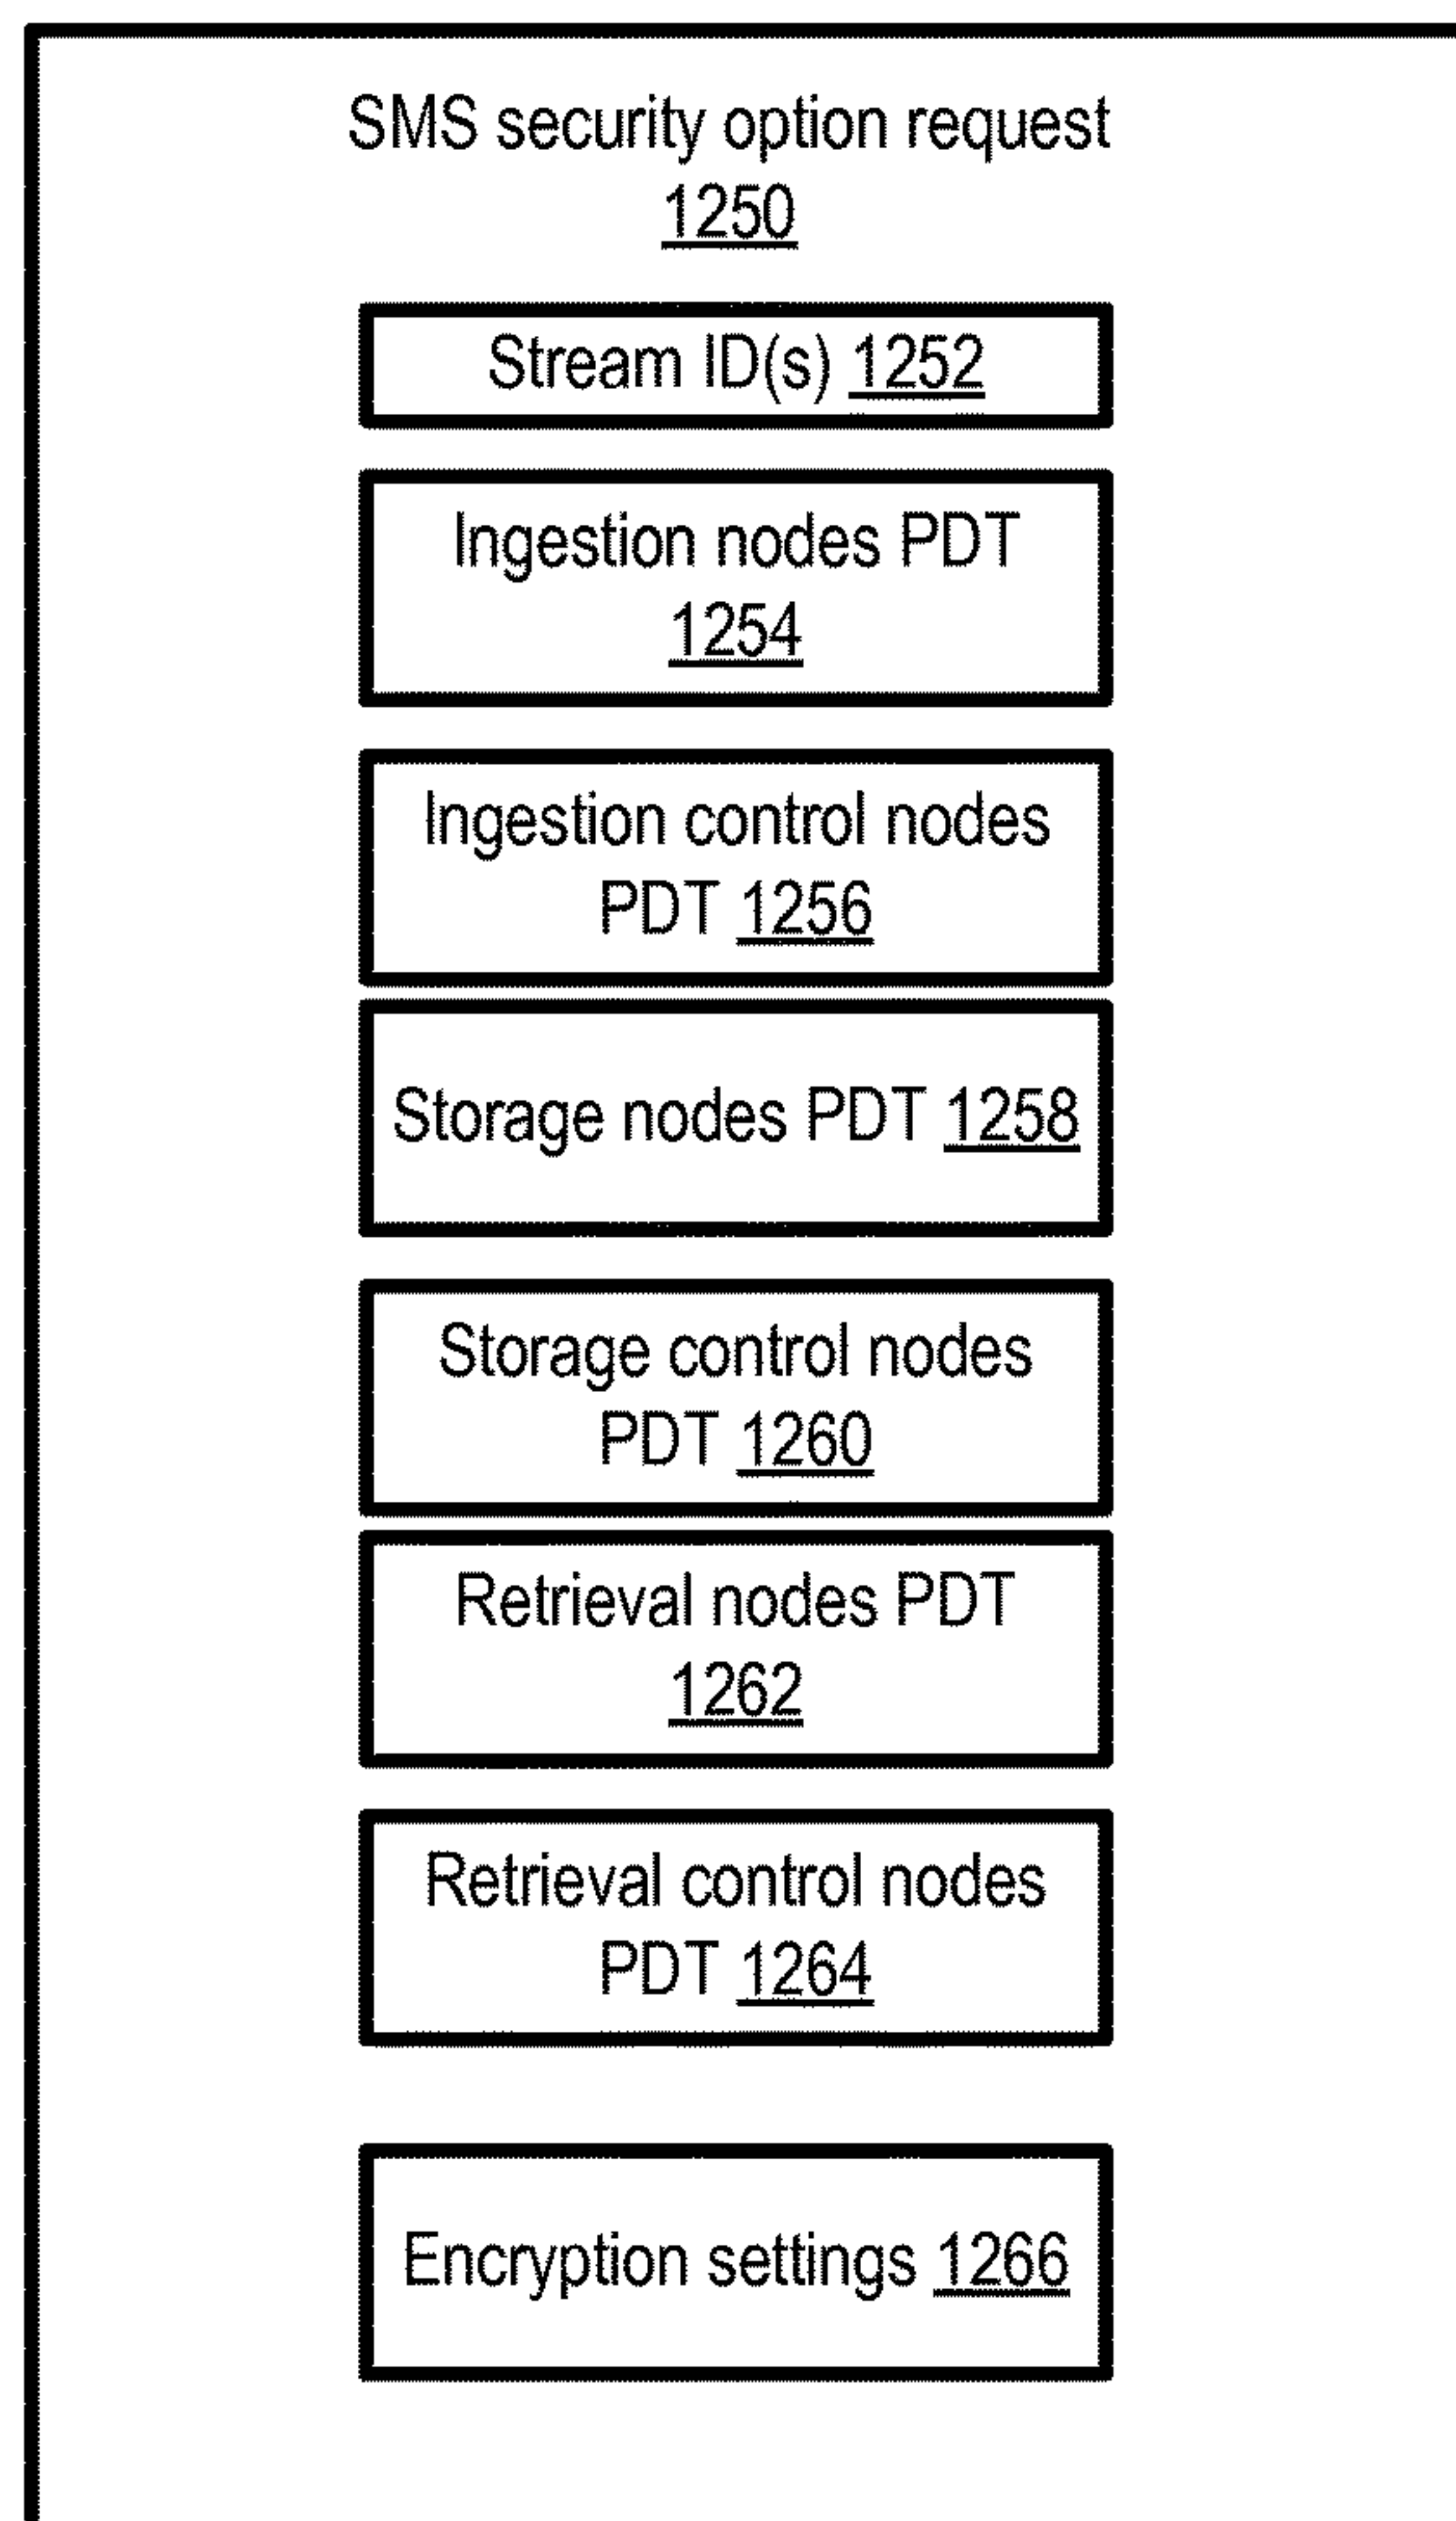 SMS security option request
1250
Stream ID(s) 1252
Ingestion nodes PDT
1254
Ingestion control nodes
PDT 1256
Storage nodes PDT 1258
Storage control nodes
PDT 1260
Retrieval nodes PDT
1262
Retrieval control nodes
PDT 1264
Encryption settings 1266